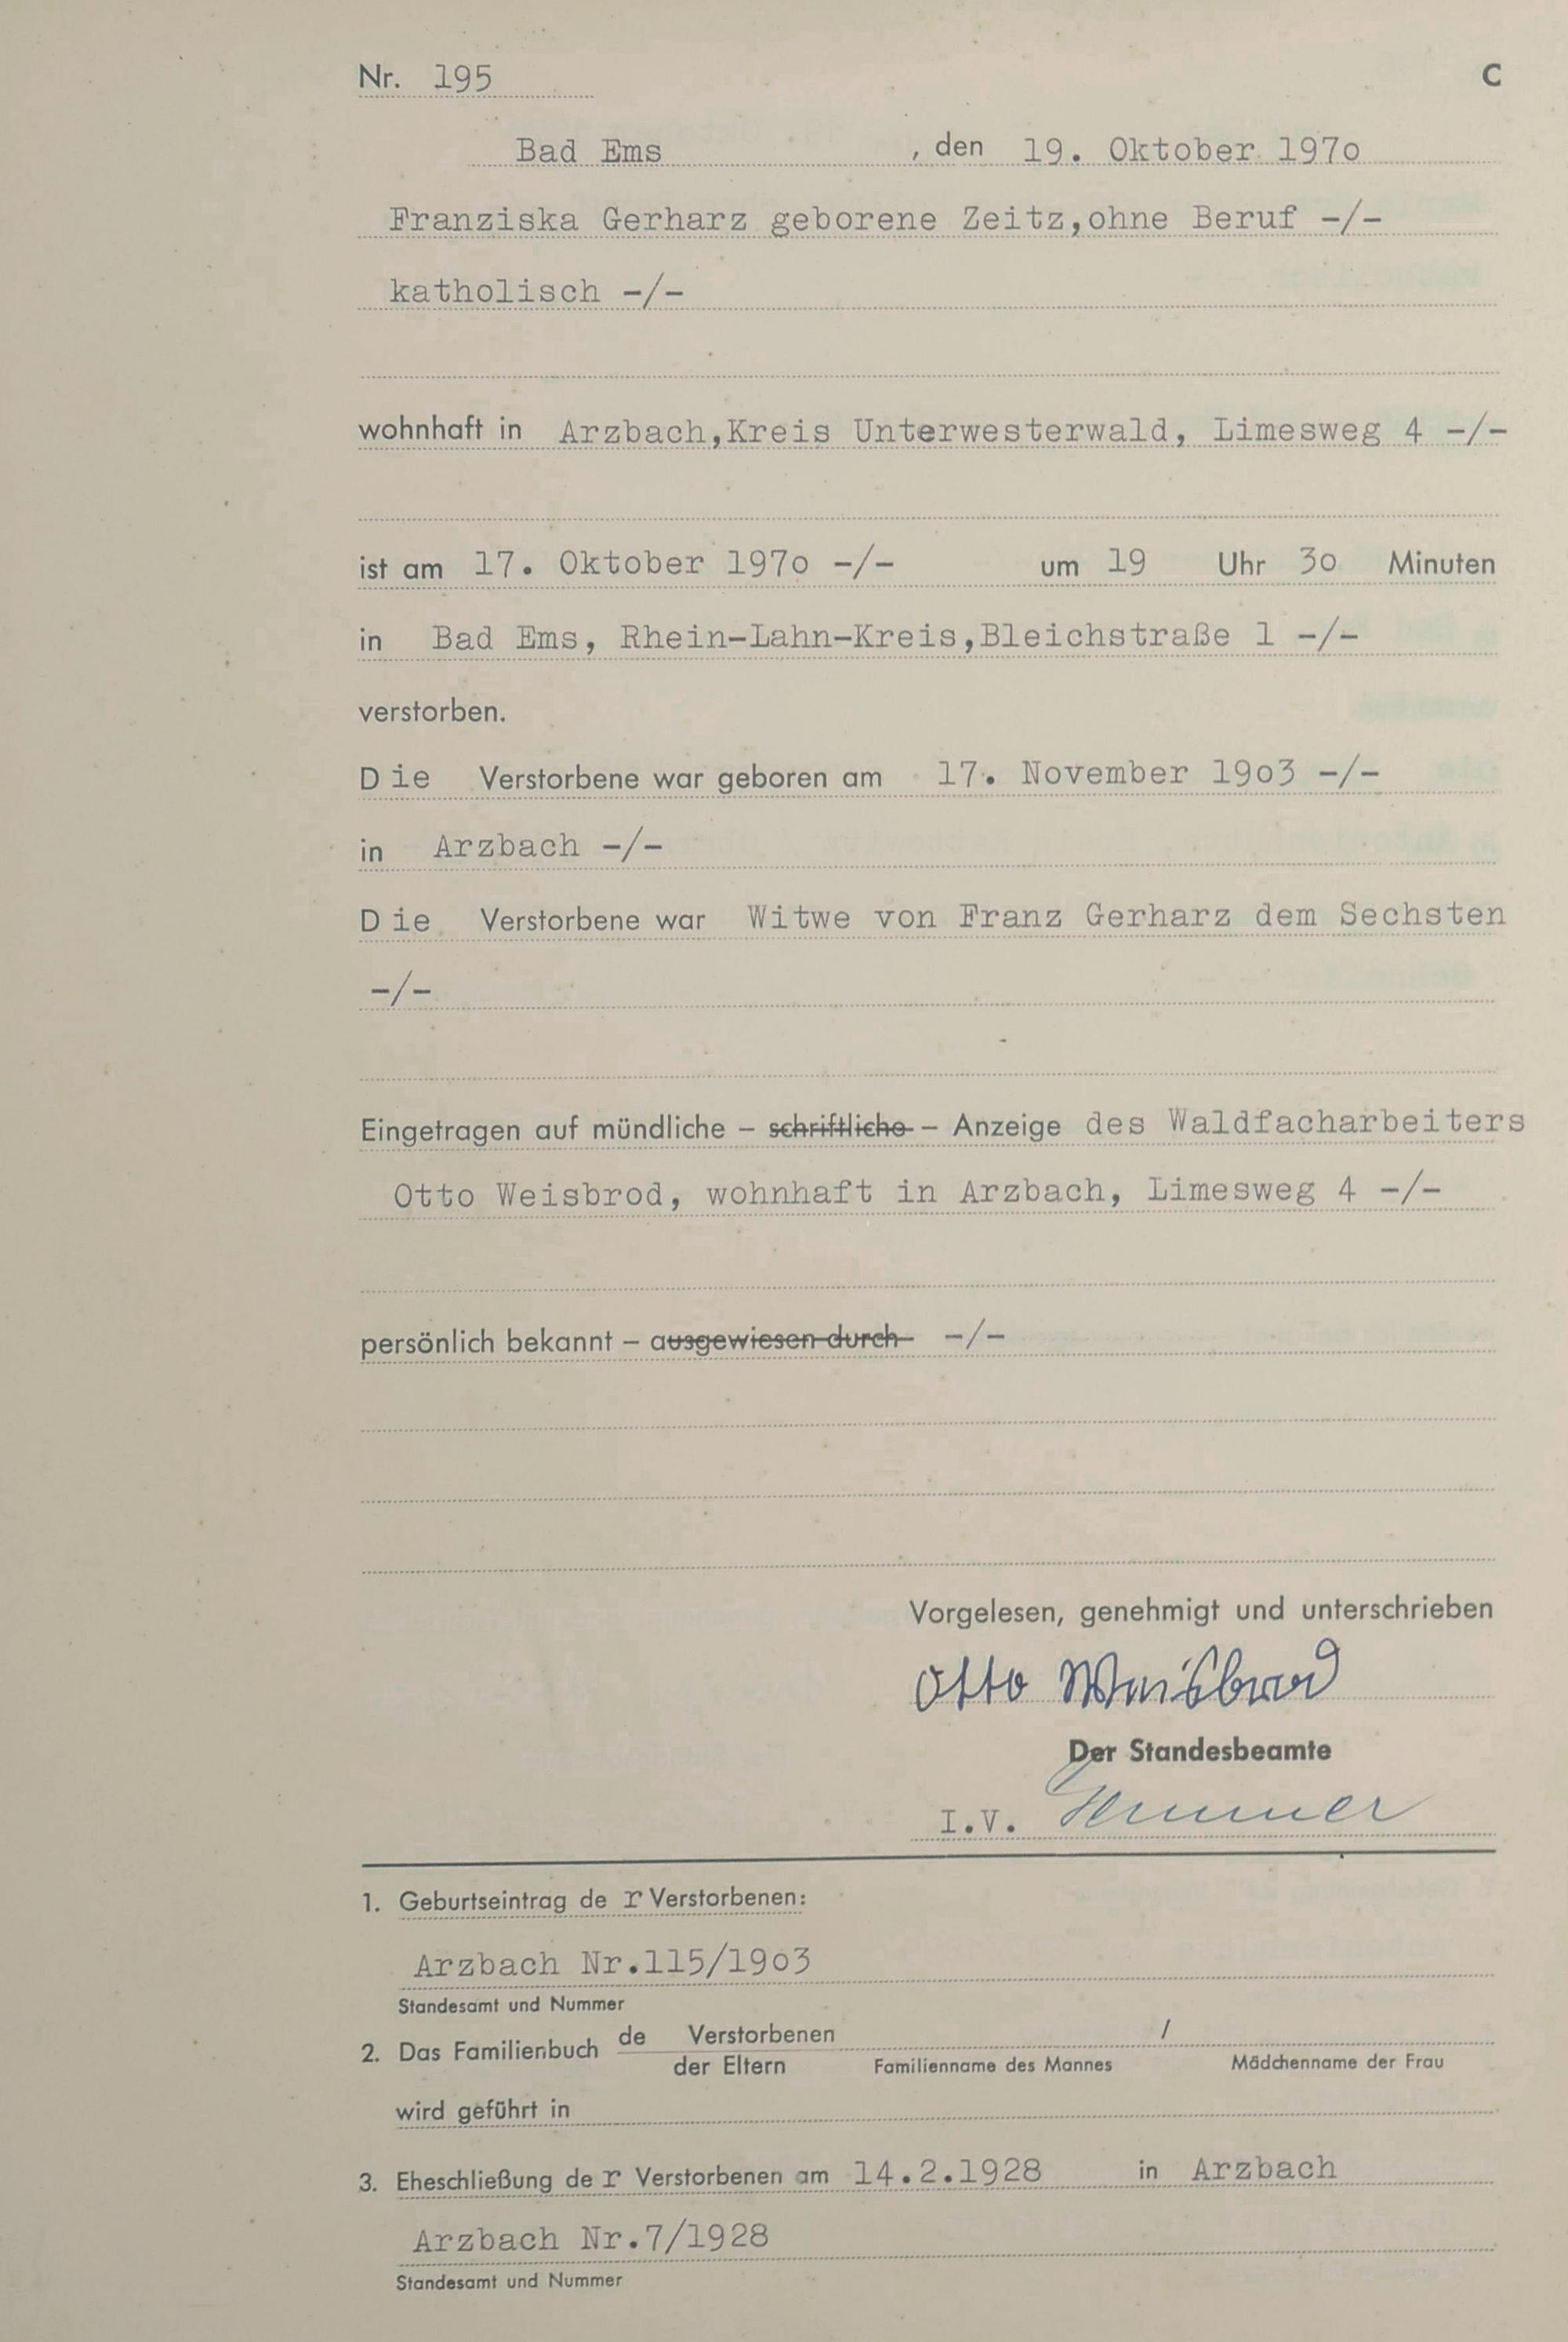 Nr. 195
C
Bad Ems , den 19. Oktober 197o
Franziska Gerharz geborene Zeitz,ohne Beruf -/-
katholisch -/-
wohnhaft in Arzbach,Kreis Unterwesterwald, Limesweg 4 -/-
ist am 17. Oktober 197o -/- um 19 Uhr 3o Minuten
in Bad Ems, Rhein-Lahn-Kreis,Bleichstraße 1 -/-
verstorben.
Die Verstorbene war geboren am 17. November 19o3 -/-
in Arzbach -/-
Die Verstorbene war Witwe von Franz Gerharz dem Sechsten
-/-
Eingetragen auf mündliche – schriftliche – Anzeige des Waldfacharbeiters
Otto Weisbrod, wohnhaft in Arzbach, Limesweg 4 -/-
persönlich bekannt – ausgewiesen durch -/-
Vorgelesen, genehmigt und unterschrieben
Otto Weisbrod
Der Standesbeamte
I.V.
1. Geburtseintrag der Verstorbenen:
Arzbach Nr.115/19o3
Standesamt und Nummer
2. Das Familienbuch de Verstorbenen /
der Eltern Familienname des Mannes Mädchenname der Frau
wird geführt in
3. Eheschließung der Verstorbenen am 14.2.1928 in Arzbach
Arzbach Nr.7/1928
Standesamt und Nummer